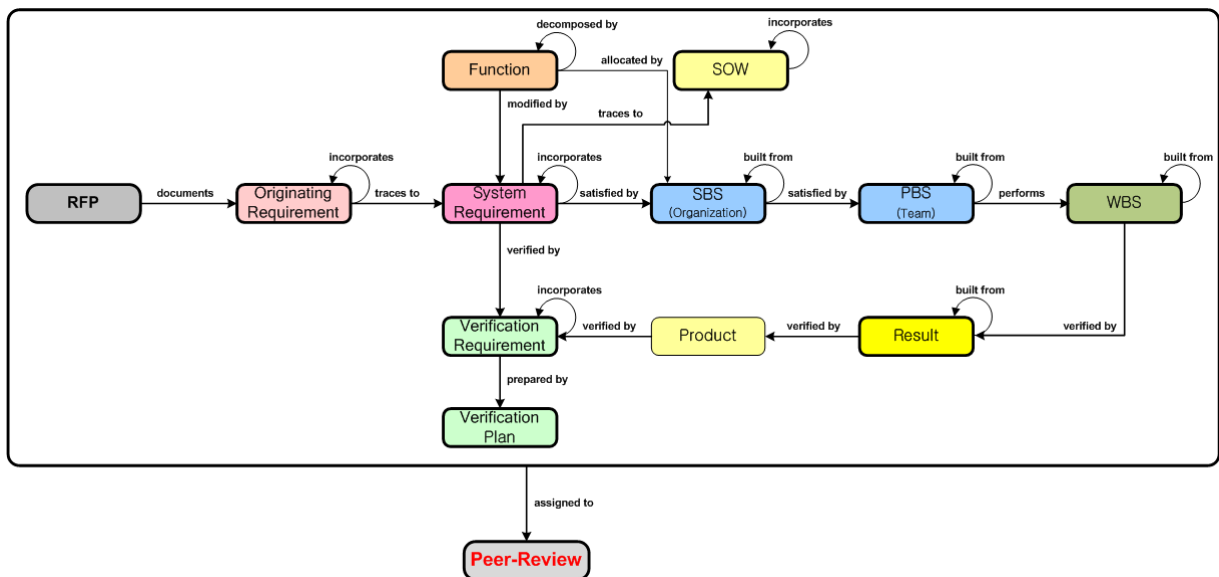 decomposed by
incorporates
Function
allocated by
SOW
modified by
traces to
incorporates
incorporates
built from
built from
built from
RFP
documents
Originating
Requirement
traces to
System
Requirement
satisfied by
SBS
(Organization)
satisfied by
PBS
(Team)
performs
WBS
verified by
incorporates
built from
Verification
Requirement
verified by
Product
verified by
Result
verified by
prepared by
Verification
Plan
assigned to
Peer-Review